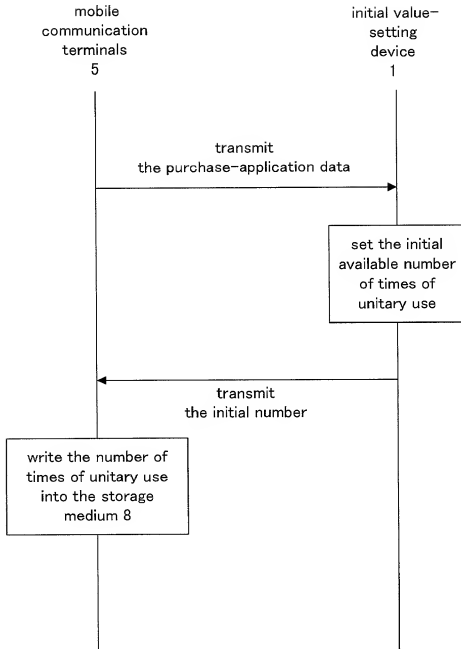 mobile
communication
terminals
5
initial value-
setting
device
1
transmit
the purchase-application data
set the initial
available number
of times of
unitary use
transmit
the initial number
write the number of
times of unitary use
into the storage
medium 8